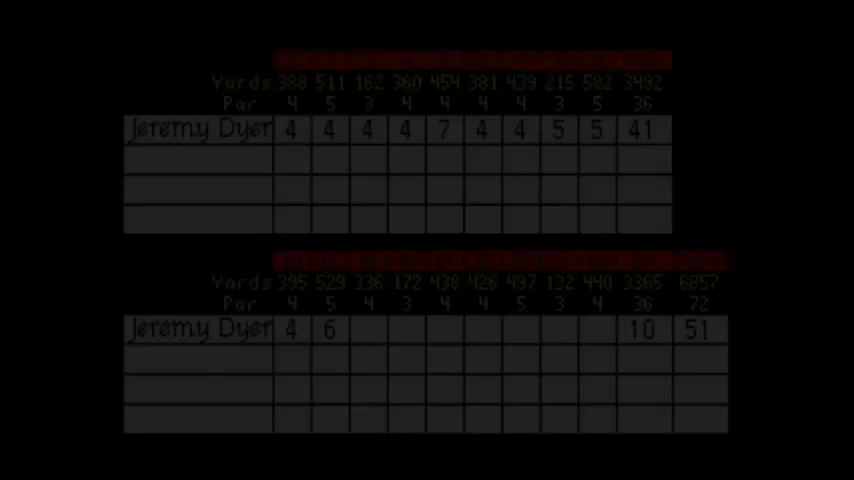 Yards 388 511 162 360 454 381 439 215 582 3492
Par 4 5 3 4 4 4 4 3 5 36
Jeremy Dyer 4 4 4 4 7 4 4 5 5 41
Yards 395 529 336 172 438 426 497 132 440 3365 6857
Par 4 5 4 3 4 4 5 3 4 36 72
Jeremy Dyer 4 6 10 51